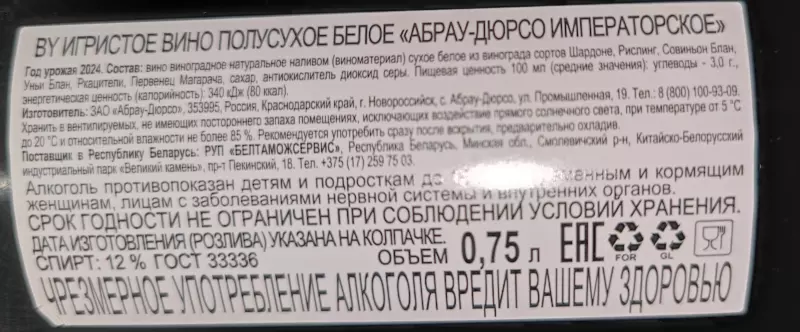 BY ИГРИСТОЕ ВИНО ПОЛУСУХОЕ БЕЛОЕ «АБРАУ-ДЮРСО ИМПЕРАТОРСКОЕ»
Год урожая 2024. Состав: вино виноградное натуральное наливом (виноматериал) сухое белое из винограда сортов Шардоне, Рислинг, Совиньон Блан,
Уньи Блан, Ркацители, Первенец Магарача, сахар, антиокислитель диоксид серы. Пищевая ценность 100 мл (средние значения): углеводы - 3,0 г.,
энергетическая ценность (калорийность): 340 кДж (80 ккал).
Изготовитель: ЗАО «Абрау-Дюрсо», 353995, Россия, Краснодарский край, г. Новороссийск, с. Абрау-Дюрсо, ул. Промышленная, 19. Тел.: 8 (800) 100-93-09.
Хранить в вентилируемых, не имеющих постороннего запаха помещениях, исключающих воздействие прямого солнечного света, при температуре от 5 °C
до 20 °C и относительной влажности не более 85 %. Рекомендуется употребить сразу после вскрытия, предварительно охладив.
Поставщик в Республику Беларусь: РУП «БЕЛТАМОЖСЕРВИС», Республика Беларусь, Минская обл., Смолевичский р-н, Китайско-Белорусский
индустриальный парк «Великий камень», пр-т Пекинский, 18. Тел. +375 (17) 259 75 03.
Алкоголь противопоказан детям и подросткам до и кормящим
женщинам, лицам с заболеваниями нервной системы и внутренних органов.
СРОК ГОДНОСТИ НЕ ОГРАНИЧЕН ПРИ СОБЛЮДЕНИИ УСЛОВИЙ ХРАНЕНИЯ.
ДАТА ИЗГОТОВЛЕНИЯ (РОЗЛИВА) УКАЗАНА НА КОЛПАЧКЕ.
СПИРТ: 12 % ГОСТ 33336 ОБЪЕМ 0,75 л EAC FOR GL
ЧРЕЗМЕРНОЕ УПОТРЕБЛЕНИЕ АЛКОГОЛЯ ВРЕДИТ ВАШЕМУ ЗДОРОВЬЮ